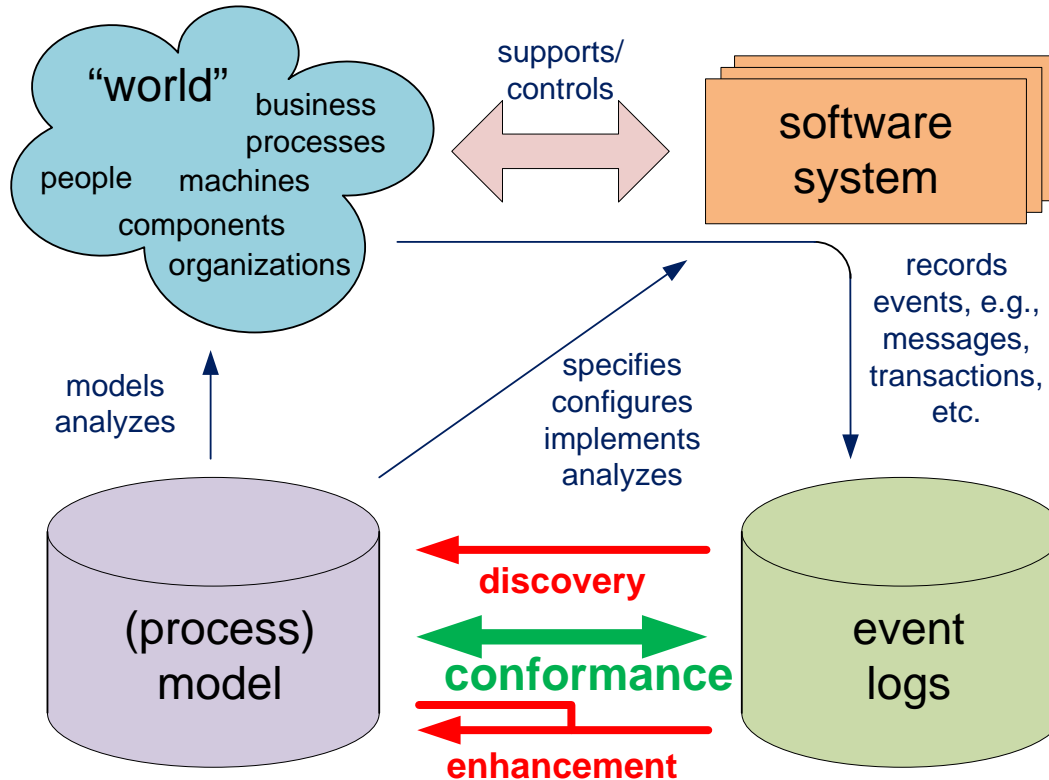 “world”
business
processes
people
machines
components
organizations
supports/
controls
software
system
records
events, e.g.,
messages,
transactions,
etc.
models
analyzes
specifies
configures
implements
analyzes
(process)
model
discovery
conformance
enhancement
event
logs